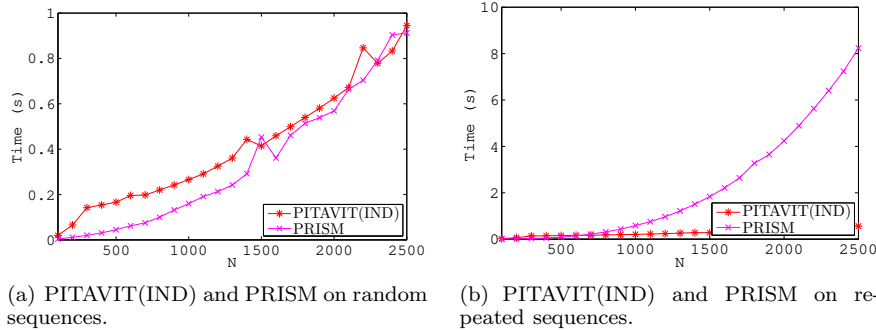 1
0.8
0.6
0.4
0.2
0
Time (s)
500 1000 1500 2000 2500
N
PITAVIT(IND)
PRISM
(a) PITAVIT(IND) and PRISM on random
sequences.
10
8
6
4
2
0
Time (s)
500 1000 1500 2000 2500
N
PITAVIT(IND)
PRISM
(b) PITAVIT(IND) and PRISM on re-
peated sequences.